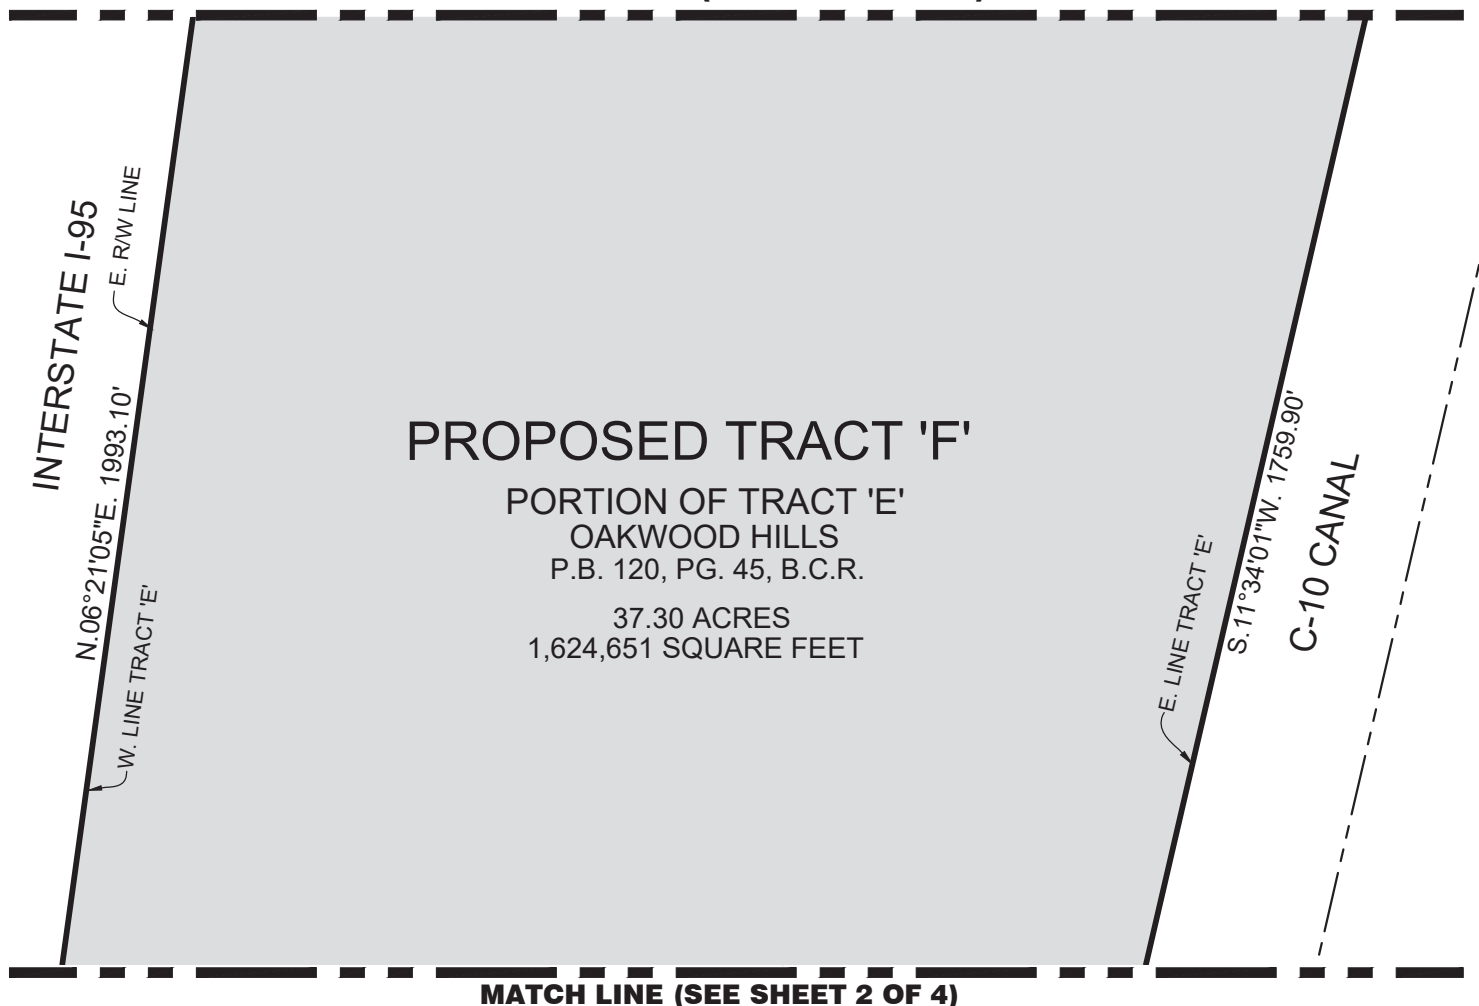 INTERSTATE I-95
E. R/W LINE
N.06°21'05"E. 1993.10'
W. LINE TRACT 'E'
PROPOSED TRACT 'F'
PORTION OF TRACT 'E'
OAKWOOD HILLS
P.B. 120, PG. 45, B.C.R.
37.30 ACRES
1,624,651 SQUARE FEET
E. LINE TRACT 'E'
S.11°34'01"W. 1759.90'
C-10 CANAL
MATCH LINE (SEE SHEET 2 OF 4)